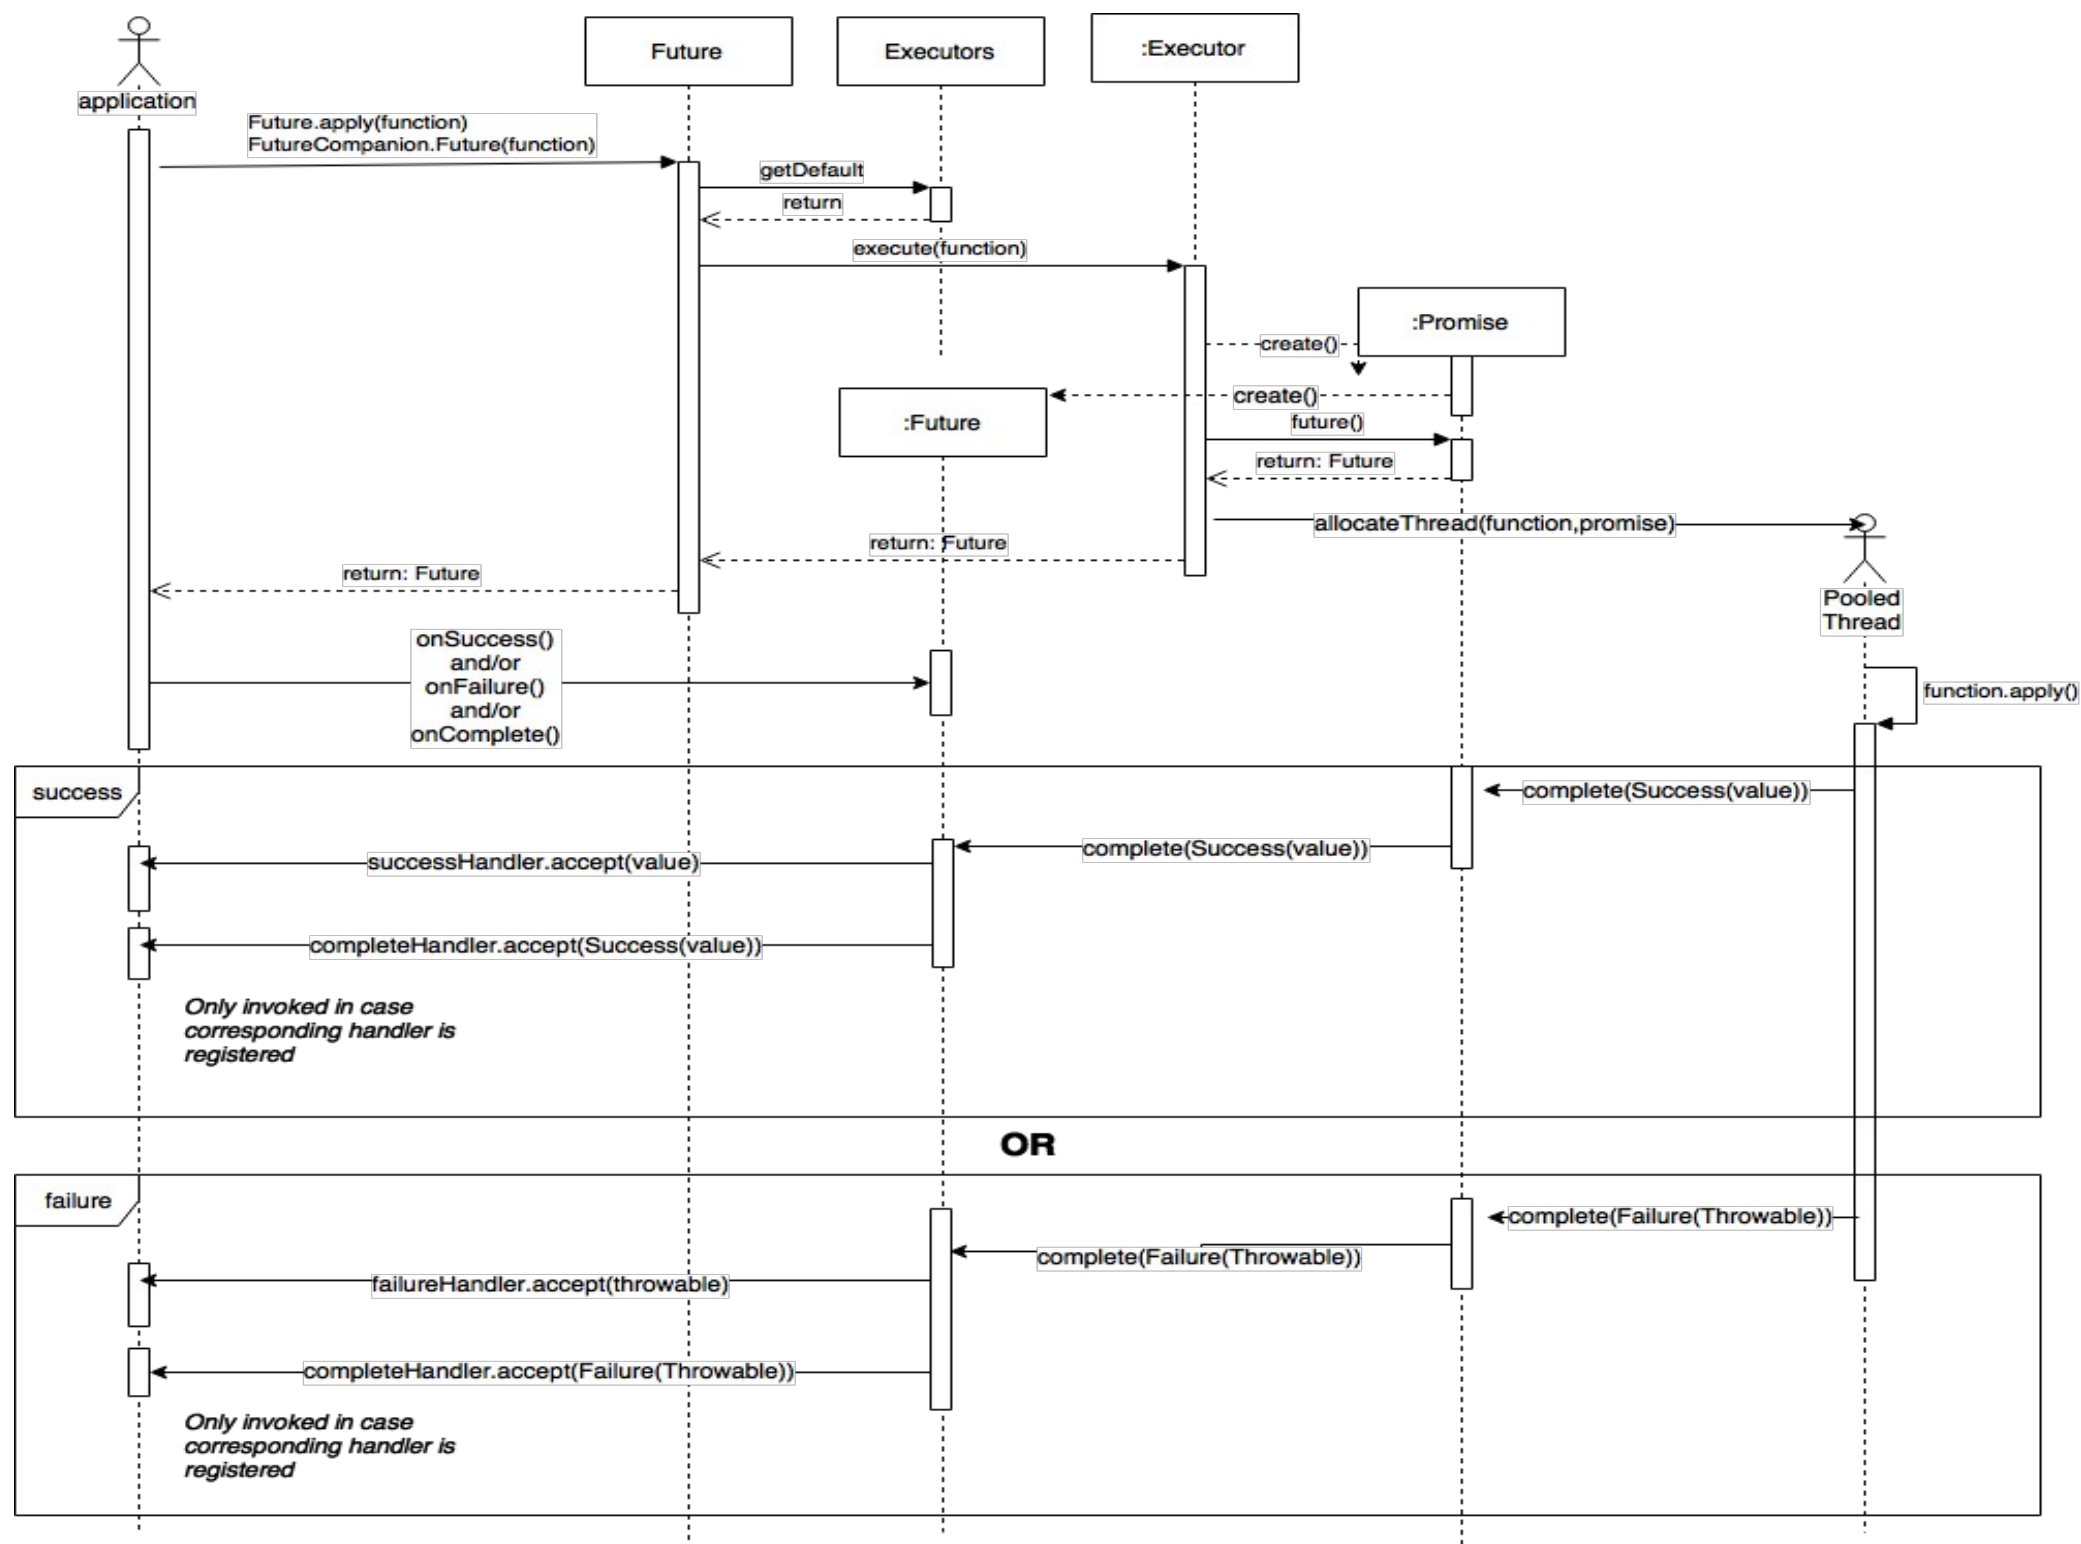 Future
Executors
:Executor
application
Future.apply(function)
FutureCompanion.Future(function)
getDefault
return
execute(function)
:Promise
create()
create()
:Future
future()
return: Future
allocateThread(function,promise)
return: Future
return: Future
Pooled
Thread
onSuccess()
and/or
onFailure()
and/or
onComplete()
function.apply()
success
complete(Success(value))
complete(Success(value))
successHandler.accept(value)
completeHandler.accept(Success(value))
Only invoked in case
corresponding handler is
registered
OR
failure
complete(Failure(Throwable))
complete(Failure(Throwable))
failureHandler.accept(throwable)
completeHandler.accept(Failure(Throwable))
Only invoked in case
corresponding handler is
registered